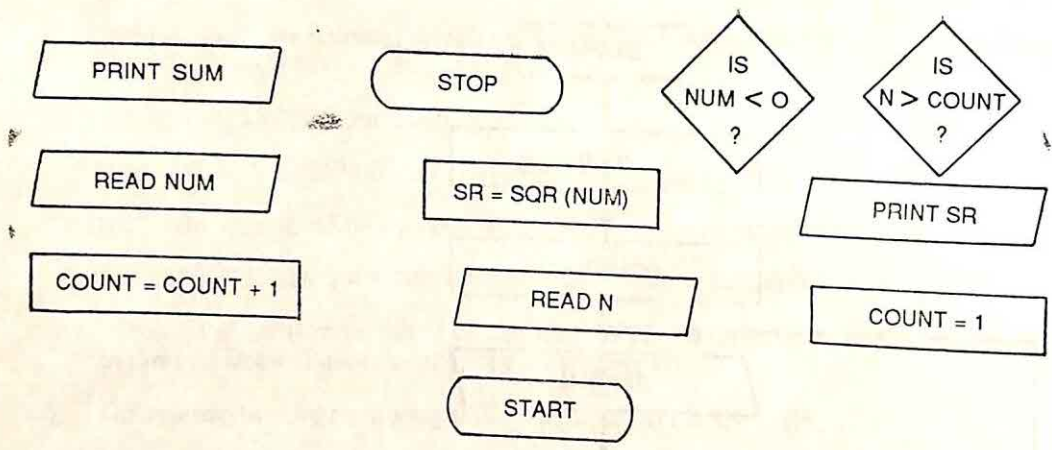 PRINT SUM
STOP
IS
NUM < O
?
IS
N > COUNT
?
READ NUM
SR = SQR (NUM)
PRINT SR
COUNT = COUNT + 1
READ N
COUNT = 1
START